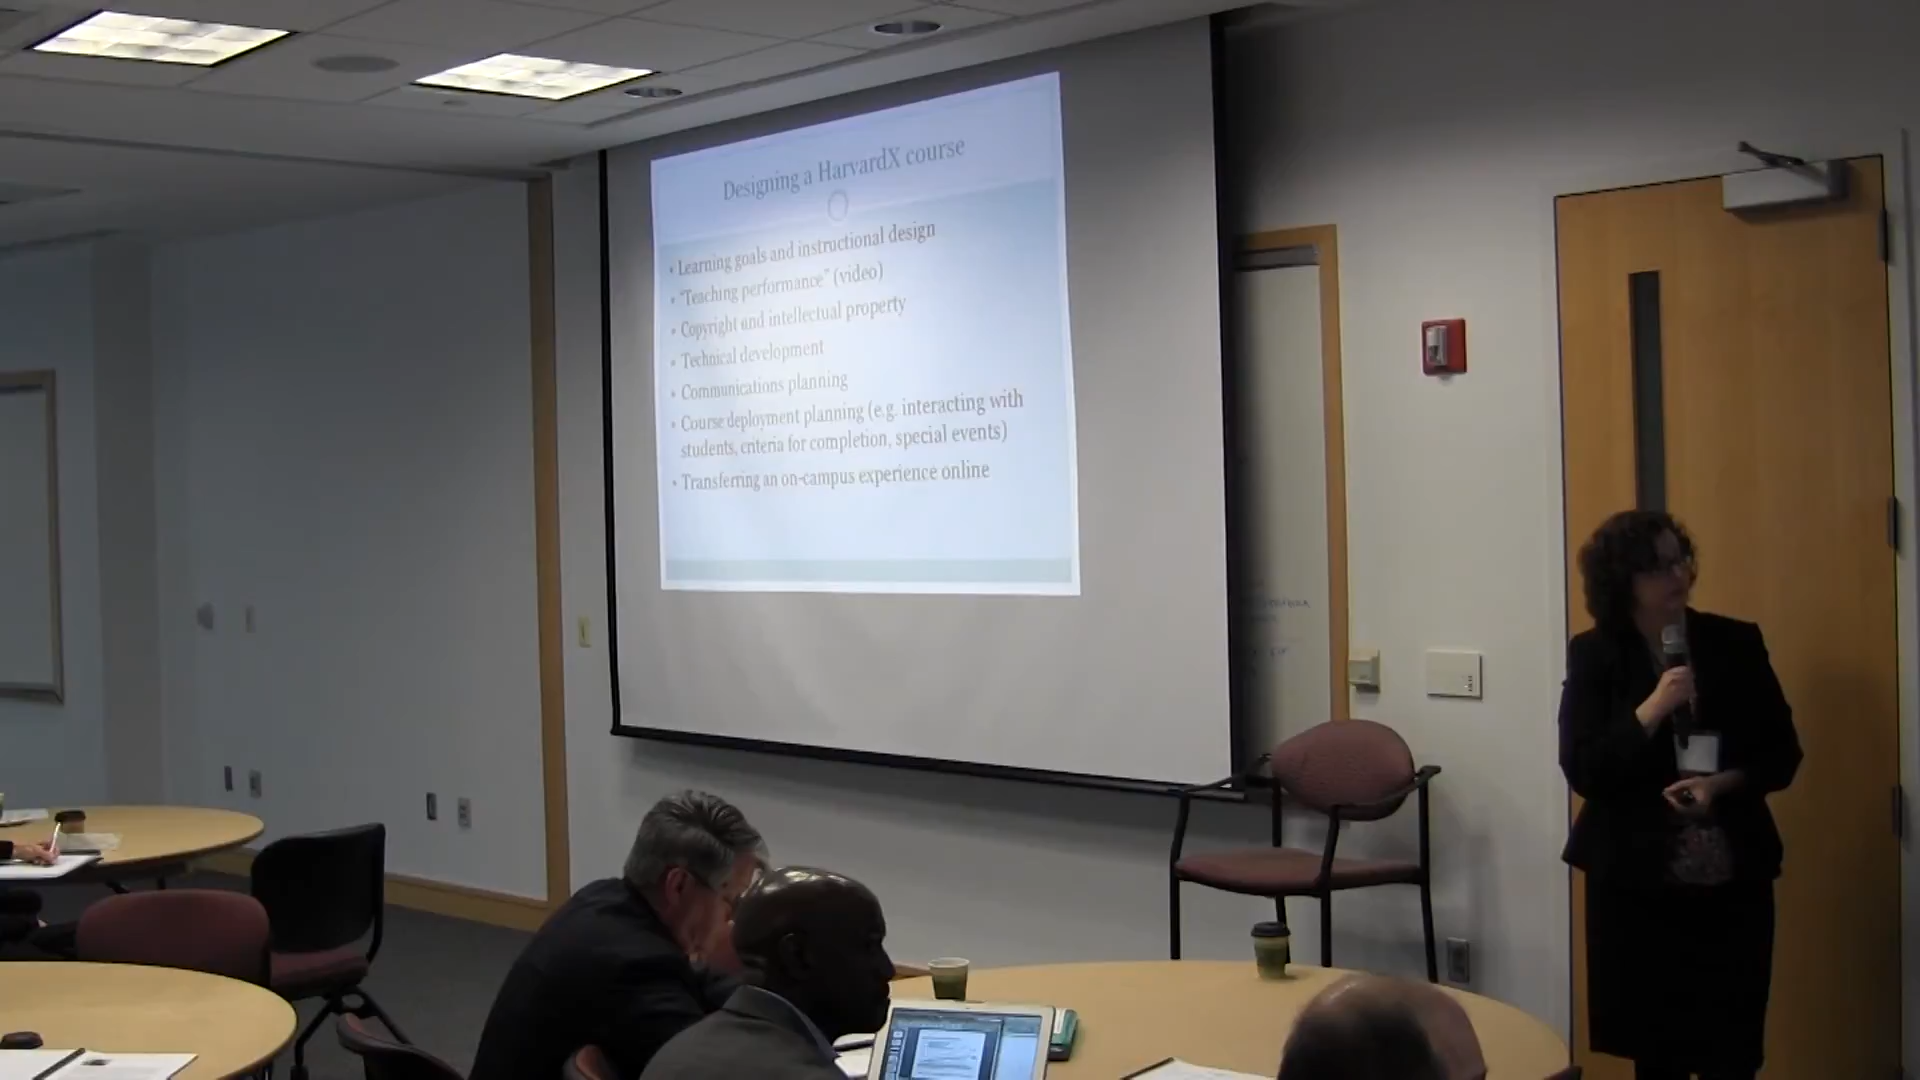 Designing a HarvardX course
• Learning goals and instructional design
• "Teaching performance" (video)
• Copyright and intellectual property
• Technical development
• Communications planning
• Course deployment planning (e.g. interacting with
students, criteria for completion, special events)
• Transferring an on-campus experience online